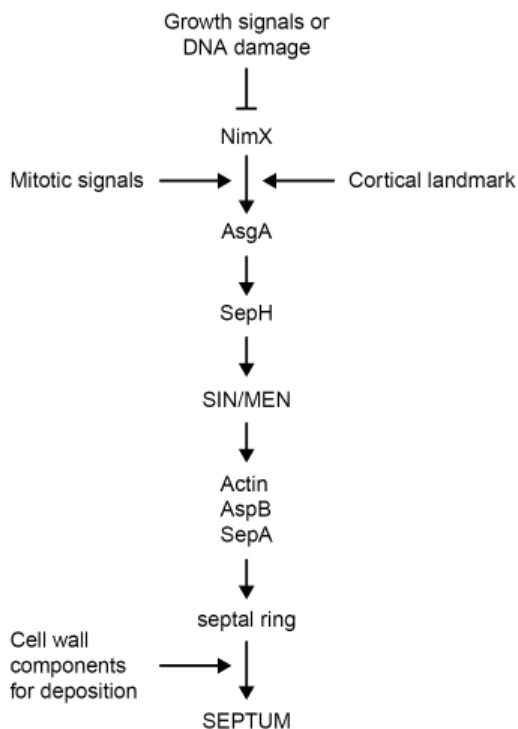 Growth signals or
DNA damage
NimX
Mitotic signals
Cortical landmark
AsgA
SepH
SIN/MEN
Actin
AspB
SepA
septal ring
Cell wall
components
for deposition
SEPTUM